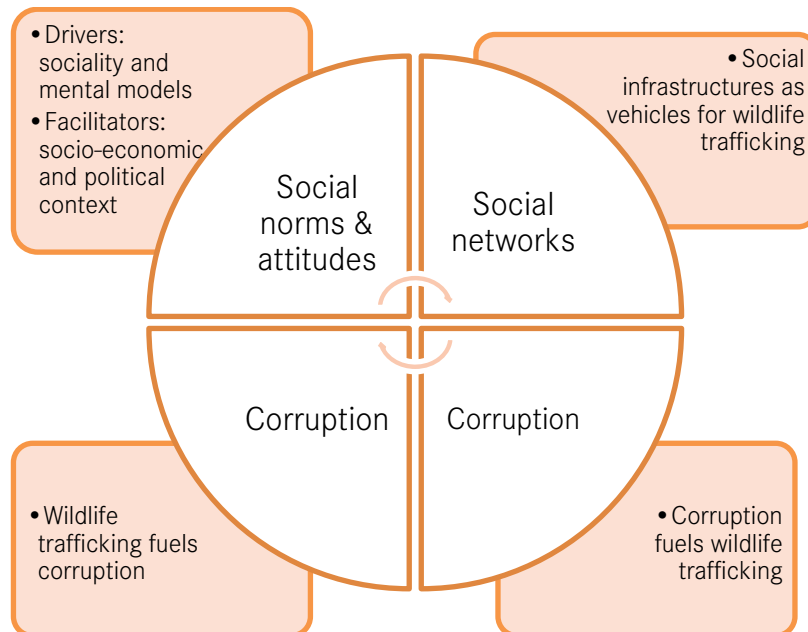 • Drivers:
sociality and
mental models
• Facilitators:
socio-economic
and political
context
• Social
infrastructures as
vehicles for wildlife
trafficking
Social
norms &
attitudes
Social
networks
Corruption
Corruption
• Wildlife
trafficking fuels
corruption
• Corruption
fuels wildlife
trafficking